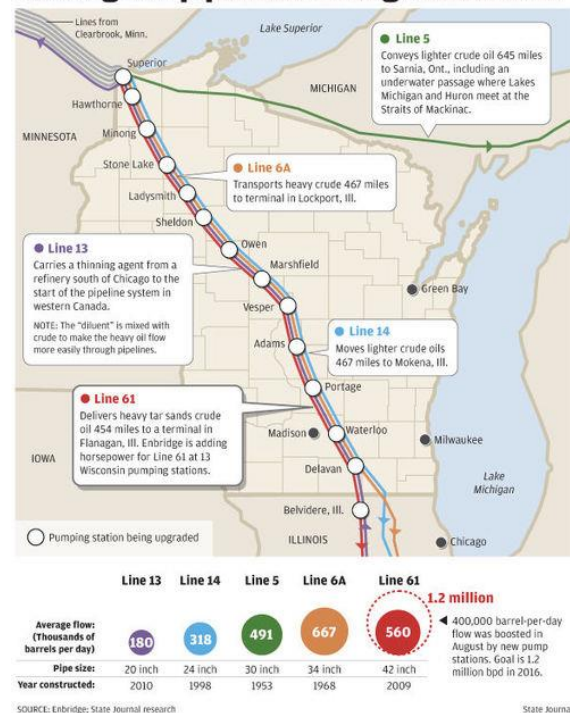 Lines from
Clearbrook, Minn.
Lake Superior
Superior
Line 5
Conveys lighter crude oil 645 miles
to Sarnia, Ont., including an
underwater passage where Lakes
Michigan and Huron meet at the
Straits of Mackinac.
MICHIGAN
Hawthorne
MINNESOTA
Minong
Stone Lake
Line 6A
Transports heavy crude 467 miles
to terminal in Lockport, Ill.
Ladysmith
Sheldon
Owen
Line 13
Carries a thinning agent from a
refinery south of Chicago to the
start of the pipeline system in
western Canada.
NOTE: The "diluent" is mixed with
crude to make the heavy oil flow
more easily through pipelines.
Marshfield
Green Bay
Vesper
Line 14
Moves lighter crude oils
467 miles to Mokena, Ill.
Adams
Portage
Line 61
Delivers heavy tar sands crude
oil 454 miles to a terminal in
Flanagan, Ill. Enbridge is adding
horsepower for Line 61 at 13
Wisconsin pumping stations.
Madison
Waterloo
Milwaukee
IOWA
Delavan
Lake
Michigan
Belvidere, Ill.
Pumping station being upgraded
ILLINOIS
Chicago
Line 13 Line 14 Line 5 Line 6A Line 61
1.2 million
Average flow:
(Thousands of
barrels per day)
180 318 491 667 560
400,000 barrel-per-day
flow was boosted in
August by new pump
stations. Goal is 1.2
million bpd in 2016.
Pipe size: 20 inch 24 inch 30 inch 34 inch 42 inch
Year constructed: 2010 1998 1953 1968 2009
SOURCE: Enbridge; State Journal research
State Journa